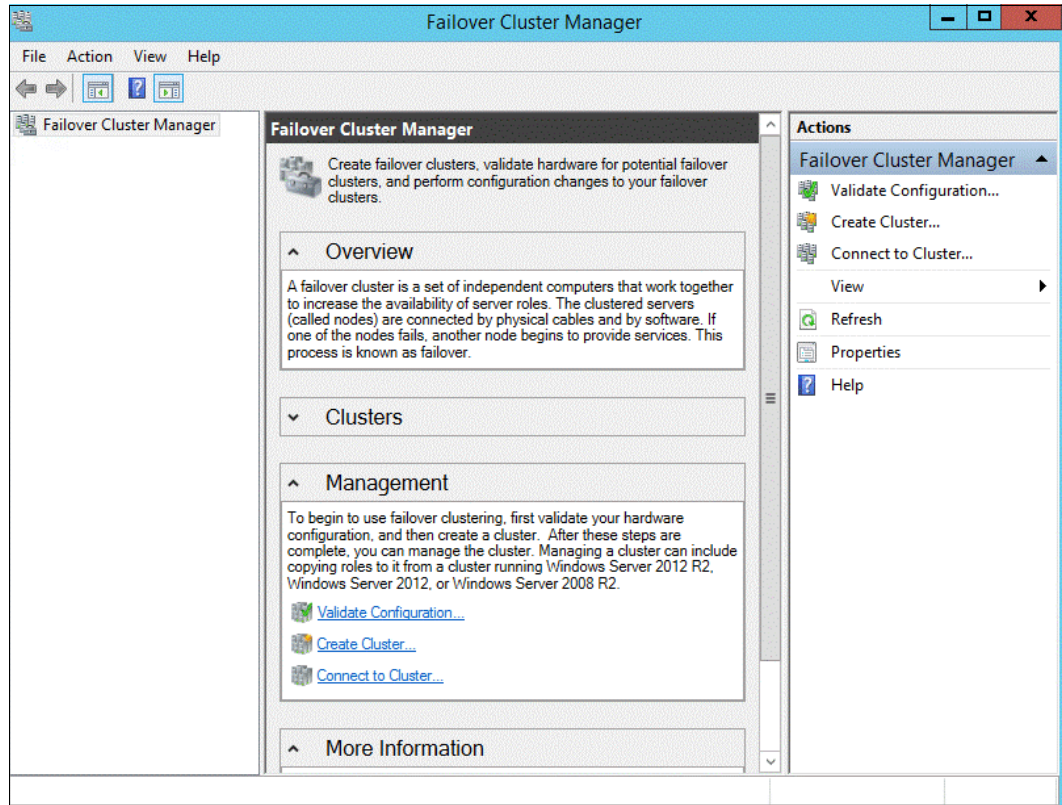 Failover Cluster Manager
File Action View Help
Failover Cluster Manager
Failover Cluster Manager
Create failover clusters, validate hardware for potential failover
clusters, and perform configuration changes to your failover
clusters.
Overview
A failover cluster is a set of independent computers that work together
to increase the availability of server roles. The clustered servers
(called nodes) are connected by physical cables and by software. If
one of the nodes fails, another node begins to provide services. This
process is known as failover.
Clusters
Management
To begin to use failover clustering, first validate your hardware
configuration, and then create a cluster. After these steps are
complete, you can manage the cluster. Managing a cluster can include
copying roles to it from a cluster running Windows Server 2012 R2,
Windows Server 2012, or Windows Server 2008 R2.
Validate Configuration...
Create Cluster...
Connect to Cluster...
More Information
Actions
Failover Cluster Manager
Validate Configuration...
Create Cluster...
Connect to Cluster...
View
Refresh
Properties
Help